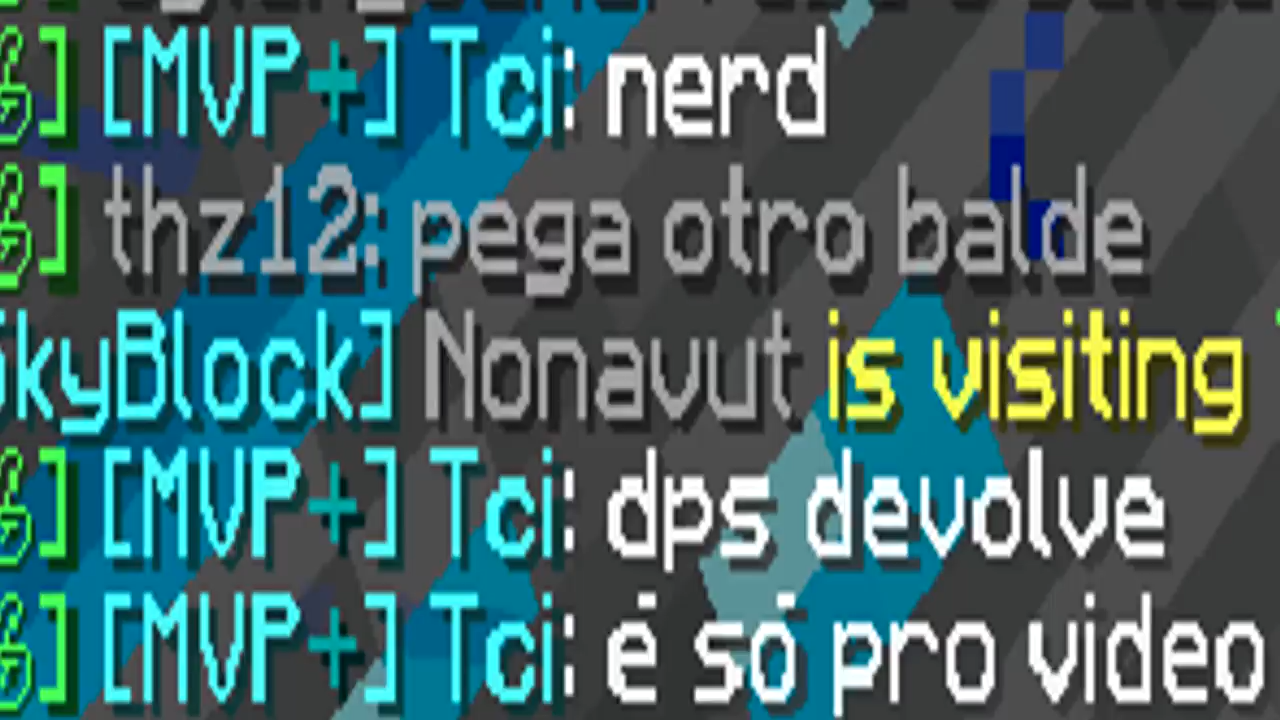 ] [MVP+] Tci: nerd
] thz12: pega otro balde
SkyBlock] Nonavut is visiting
] [MVP+] Tci: dps devolve
] [MVP+] Tci: é só pro video